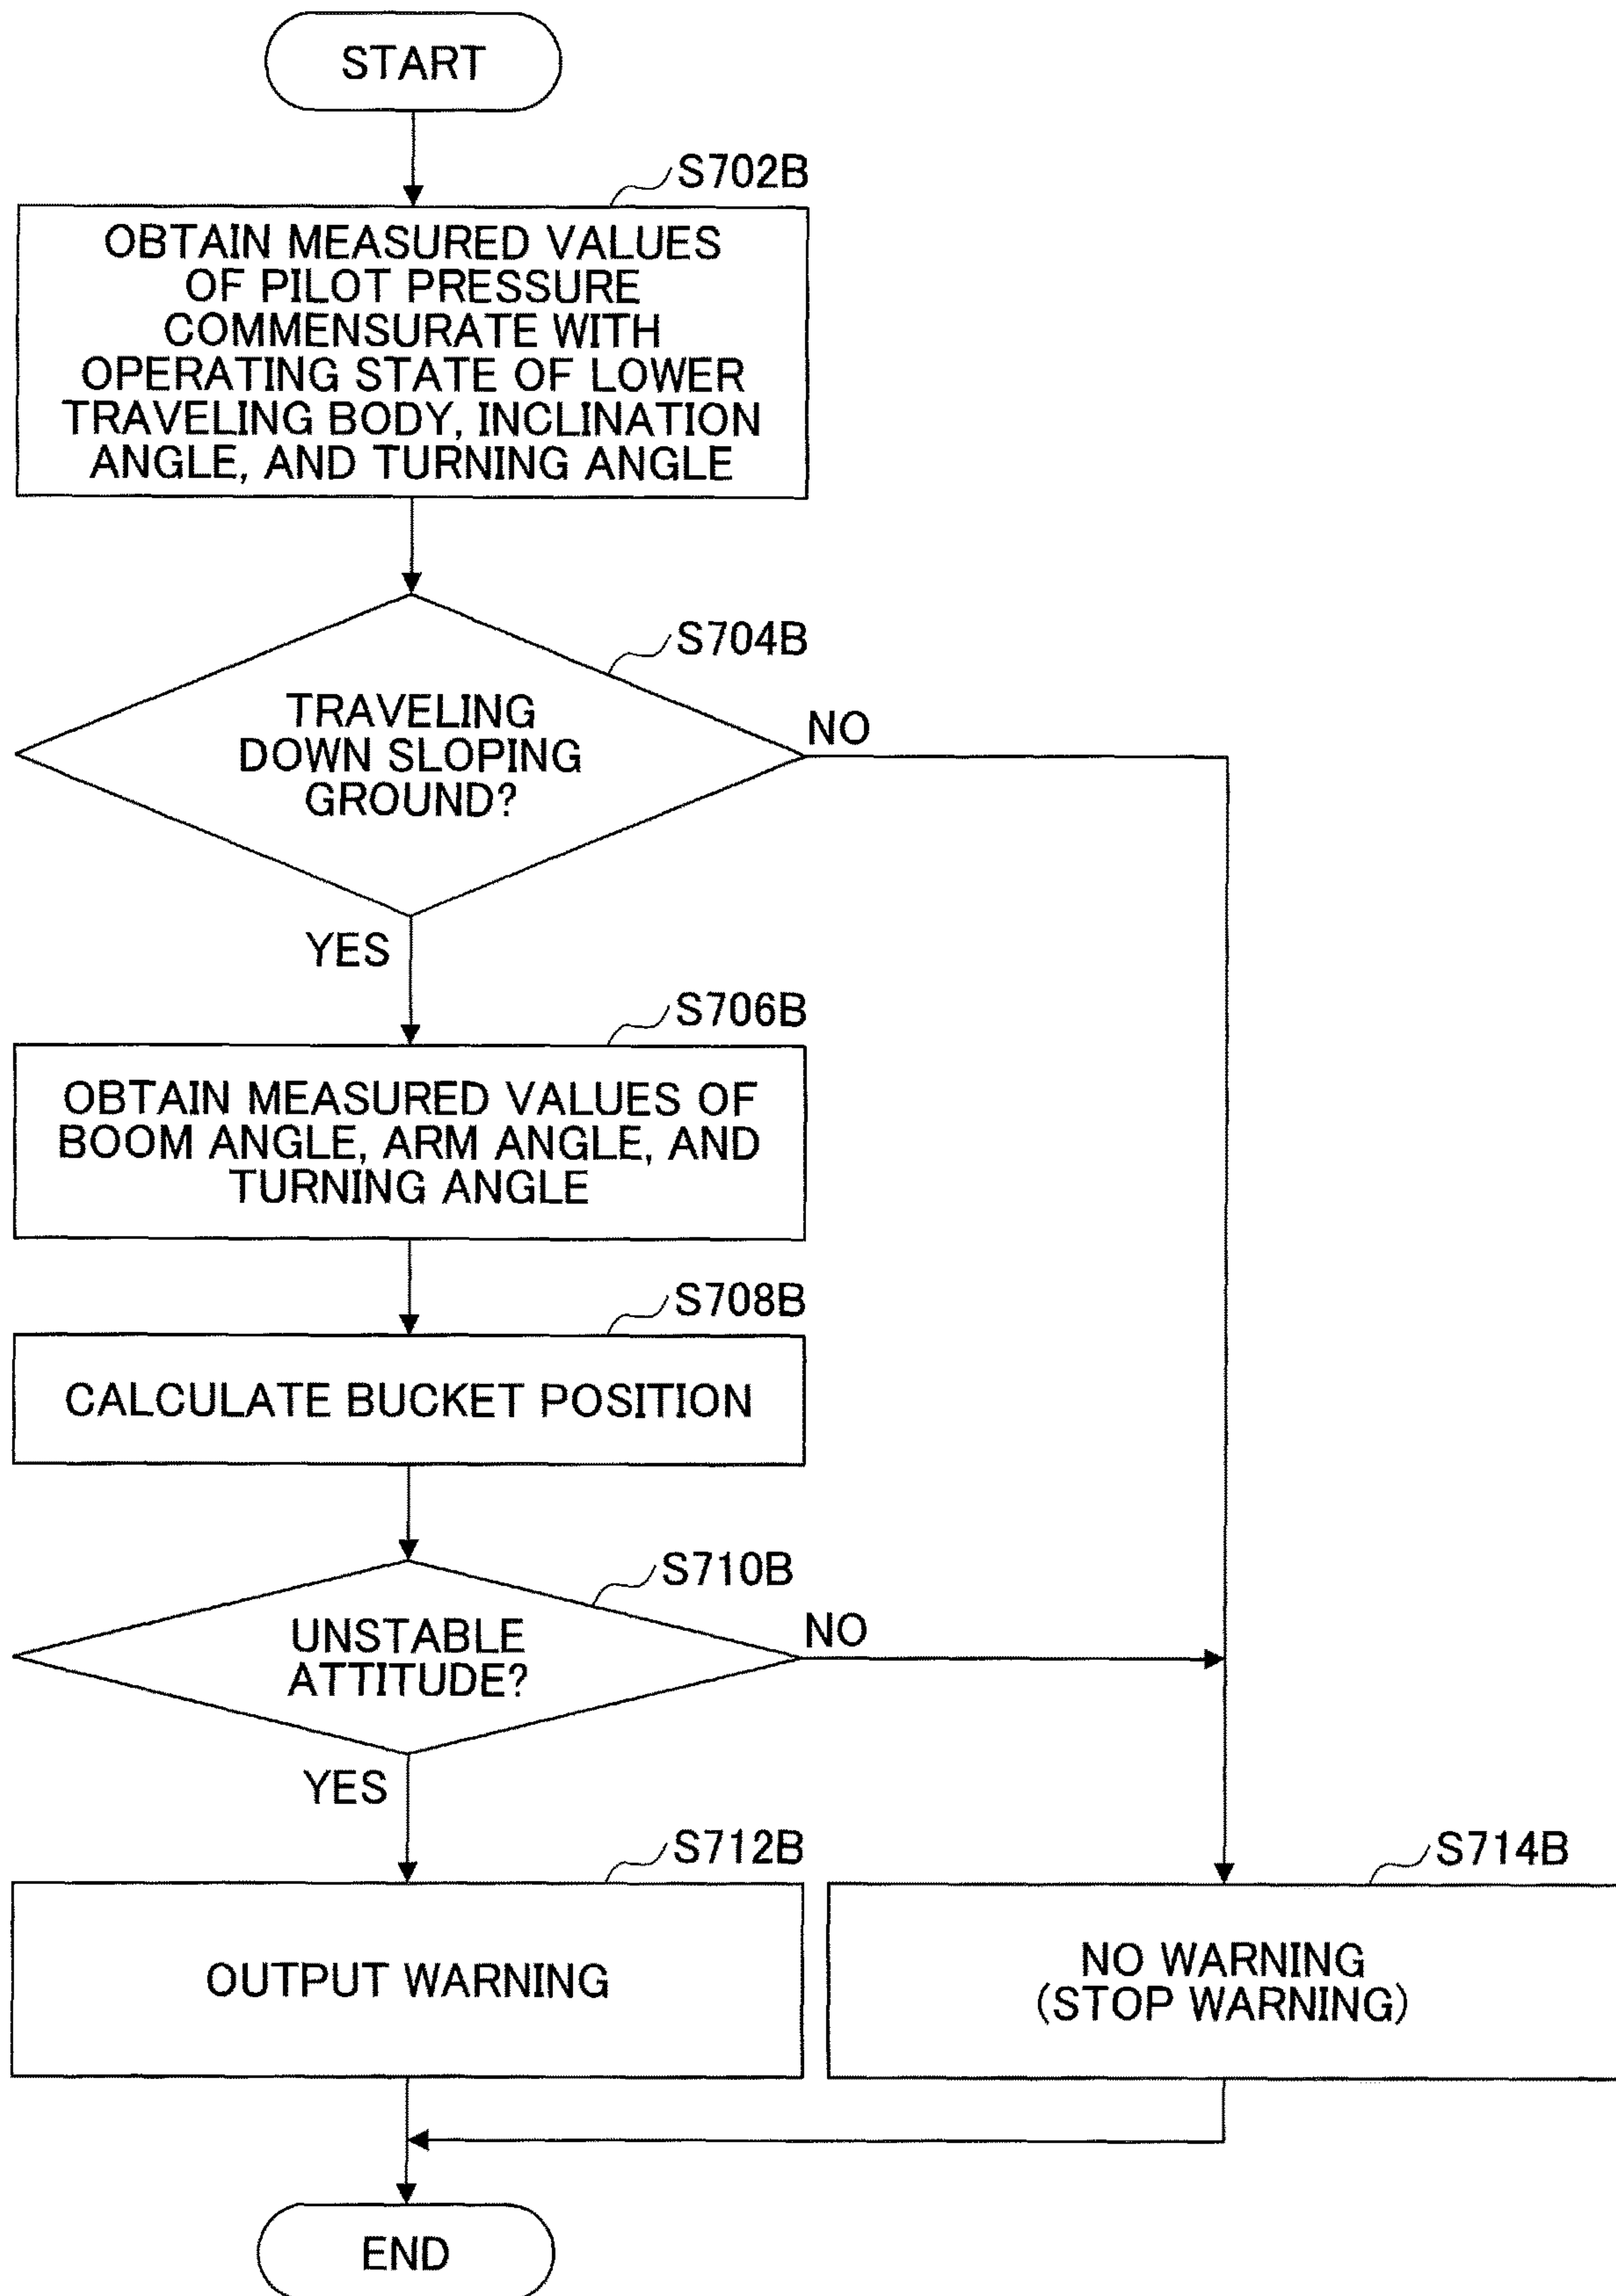 START
S702B
OBTAIN MEASURED VALUES
OF PILOT PRESSURE
COMMENSURATE WITH
OPERATING STATE OF LOWER
TRAVELING BODY, INCLINATION
ANGLE, AND TURNING ANGLE
S704B
TRAVELING
DOWN SLOPING
GROUND?
NO
YES
S706B
OBTAIN MEASURED VALUES OF
BOOM ANGLE, ARM ANGLE, AND
TURNING ANGLE
S708B
CALCULATE BUCKET POSITION
S710B
UNSTABLE
ATTITUDE?
NO
YES
S712B
OUTPUT WARNING
S714B
NO WARNING
(STOP WARNING)
END